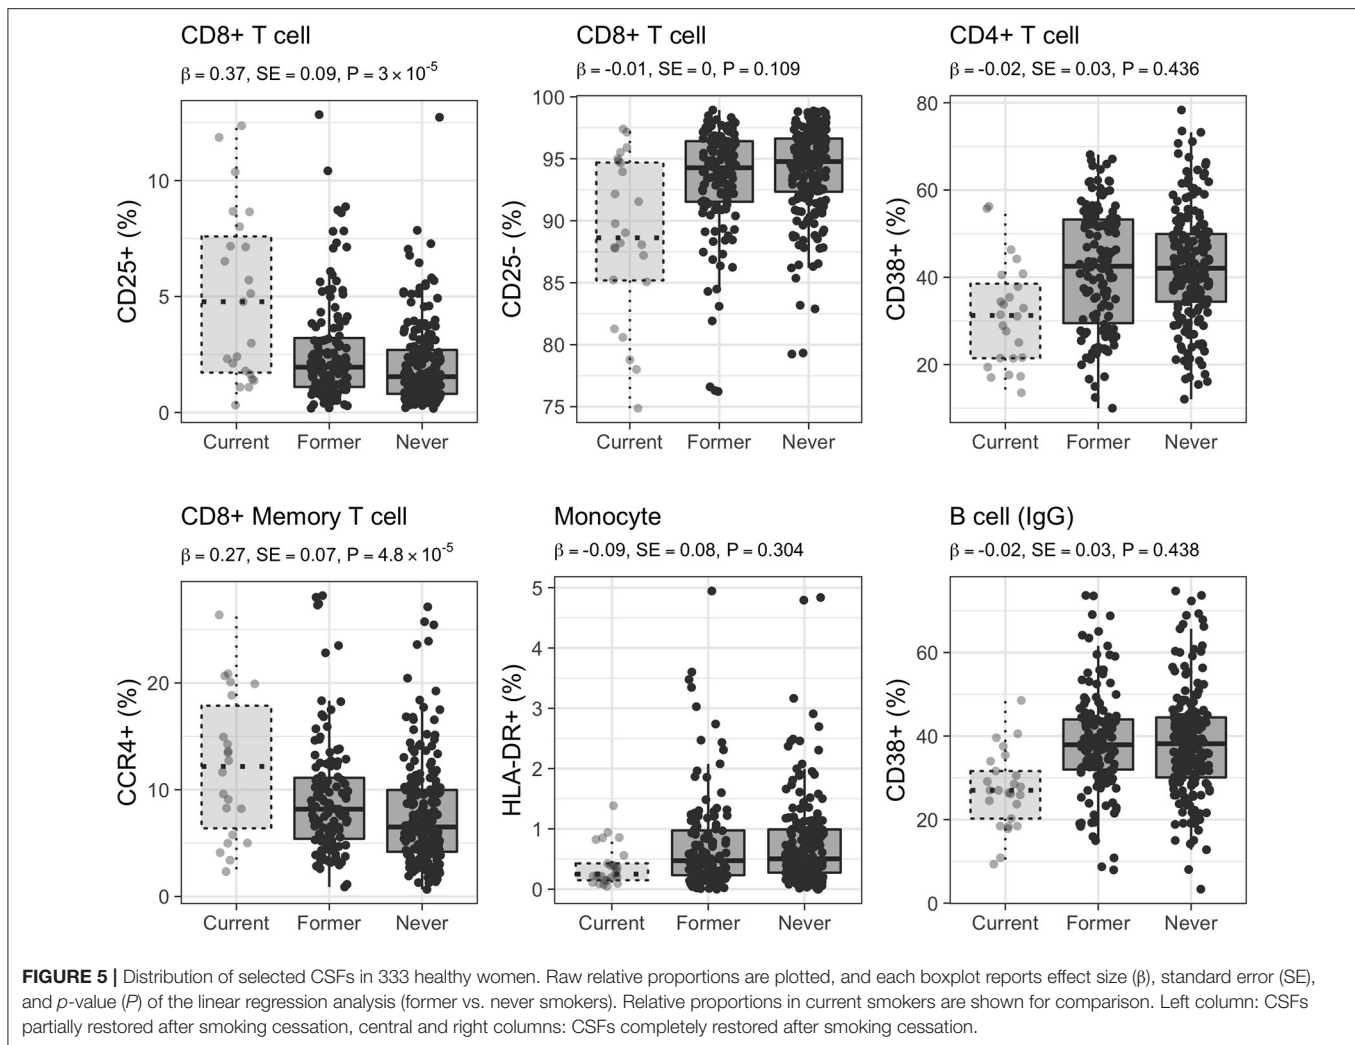 CD8+ T cell
β = 0.37, SE = 0.09, P = 3 × 10⁻⁵
CD25+ (%)
10
5
0
Current Former Never
CD8+ T cell
β = -0.01, SE = 0, P = 0.109
CD25- (%)
100
95
90
85
80
75
Current Former Never
CD4+ T cell
β = -0.02, SE = 0.03, P = 0.436
CD38+ (%)
80
60
40
20
Current Former Never
CD8+ Memory T cell
β = 0.27, SE = 0.07, P = 4.8 × 10⁻⁵
CCR4+ (%)
20
10
0
Current Former Never
Monocyte
β = -0.09, SE = 0.08, P = 0.304
HLA-DR+ (%)
5
4
3
2
1
0
Current Former Never
B cell (IgG)
β = -0.02, SE = 0.03, P = 0.438
CD38+ (%)
60
40
20
0
Current Former Never
FIGURE 5 | Distribution of selected CSFs in 333 healthy women. Raw relative proportions are plotted, and each boxplot reports effect size (β), standard error (SE),
and p-value (P) of the linear regression analysis (former vs. never smokers). Relative proportions in current smokers are shown for comparison. Left column: CSFs
partially restored after smoking cessation, central and right columns: CSFs completely restored after smoking cessation.